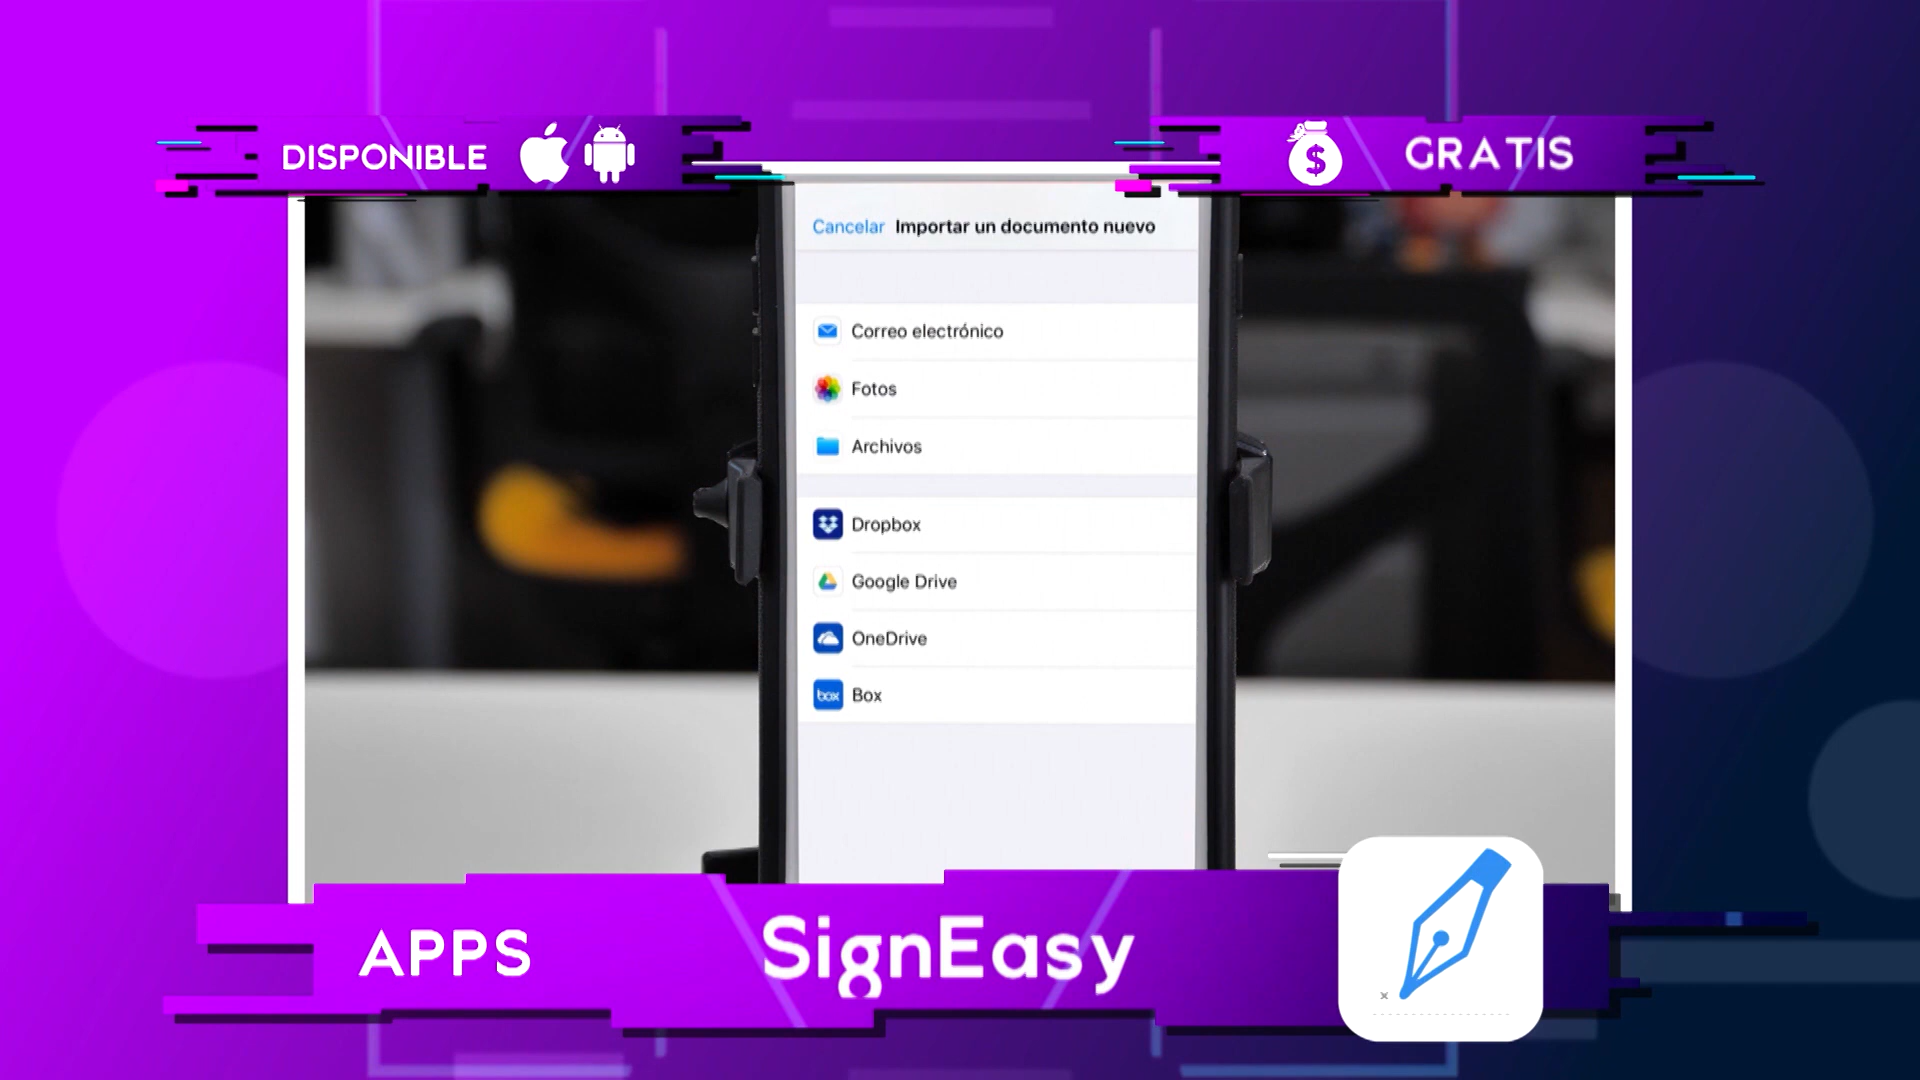 DISPONIBLE
$ GRATIS
Cancelar Importar un documento nuevo
Correo electrónico
Fotos
Archivos
Dropbox
Google Drive
OneDrive
box Box
APPS
SignEasy
x